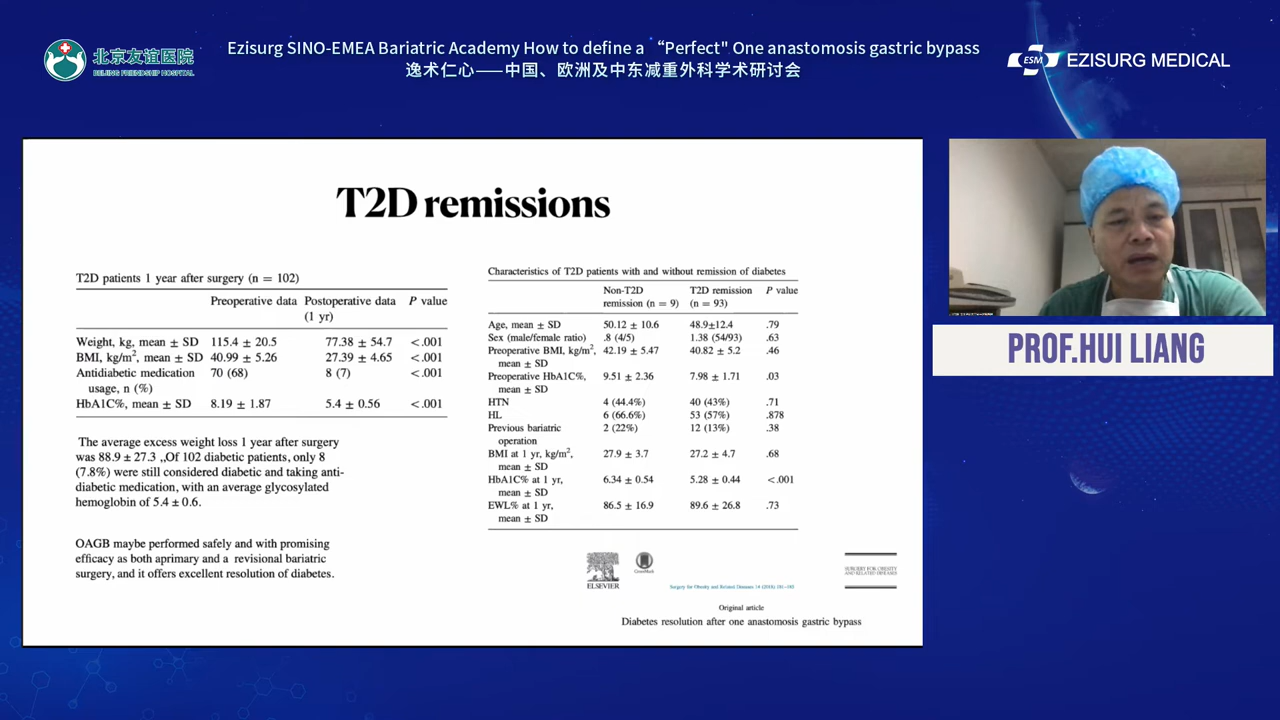 北京友谊医院
BEIJING FRIENDSHIP HOSPITAL
Ezisurg SINO-EMEA Bariatric Academy How to define a “Perfect" One anastomosis gastric bypass
逸术仁心——中国、欧洲及中东减重外科学术研讨会
ESM EZISURG MEDICAL
T2D remissions
T2D patients 1 year after surgery (n = 102)
Preoperative data Postoperative data P value
(1 yr)
Weight, kg, mean ± SD 115.4 ± 20.5 77.38 ± 54.7 <.001
BMI, kg/m², mean ± SD 40.99 ± 5.26 27.39 ± 4.65 <.001
Antidiabetic medication 70 (68) 8 (7) <.001
usage, n (%)
HbA1C%, mean ± SD 8.19 ± 1.87 5.4 ± 0.56 <.001
The average excess weight loss 1 year after surgery
was 88.9 ± 27.3 ,,Of 102 diabetic patients, only 8
(7.8%) were still considered diabetic and taking anti-
diabetic medication, with an average glycosylated
hemoglobin of 5.4 ± 0.6.
OAGB maybe performed safely and with promising
efficacy as both aprimary and a revisional bariatric
surgery, and it offers excellent resolution of diabetes.
Characteristics of T2D patients with and without remission of diabetes
Non-T2D T2D remission P value
remission (n = 9) (n = 93)
Age, mean ± SD 50.12 ± 10.6 48.9±12.4 .79
Sex (male/female ratio) .8 (4/5) 1.38 (54/93) .63
Preoperative BMI, kg/m², 42.19 ± 5.47 40.82 ± 5.2 .46
mean ± SD
Preoperative HbA1C%, 9.51 ± 2.36 7.98 ± 1.71 .03
mean ± SD
HTN 4 (44.4%) 40 (43%) .71
HL 6 (66.6%) 53 (57%) .878
Previous bariatric 2 (22%) 12 (13%) .38
operation
BMI at 1 yr, kg/m², 27.9 ± 3.7 27.2 ± 4.7 .68
mean ± SD
HbA1C% at 1 yr, 6.34 ± 0.54 5.28 ± 0.44 <.001
mean ± SD
EWL% at 1 yr, 86.5 ± 16.9 89.6 ± 26.8 .73
mean ± SD
ELSEVIER
CrossMark
Surgery for Obesity and Related Diseases 14 (2018) 181–185
SURGERY FOR OBESITY
AND RELATED DISEASES
Original article
Diabetes resolution after one anastomosis gastric bypass
PROF.HUI LIANG